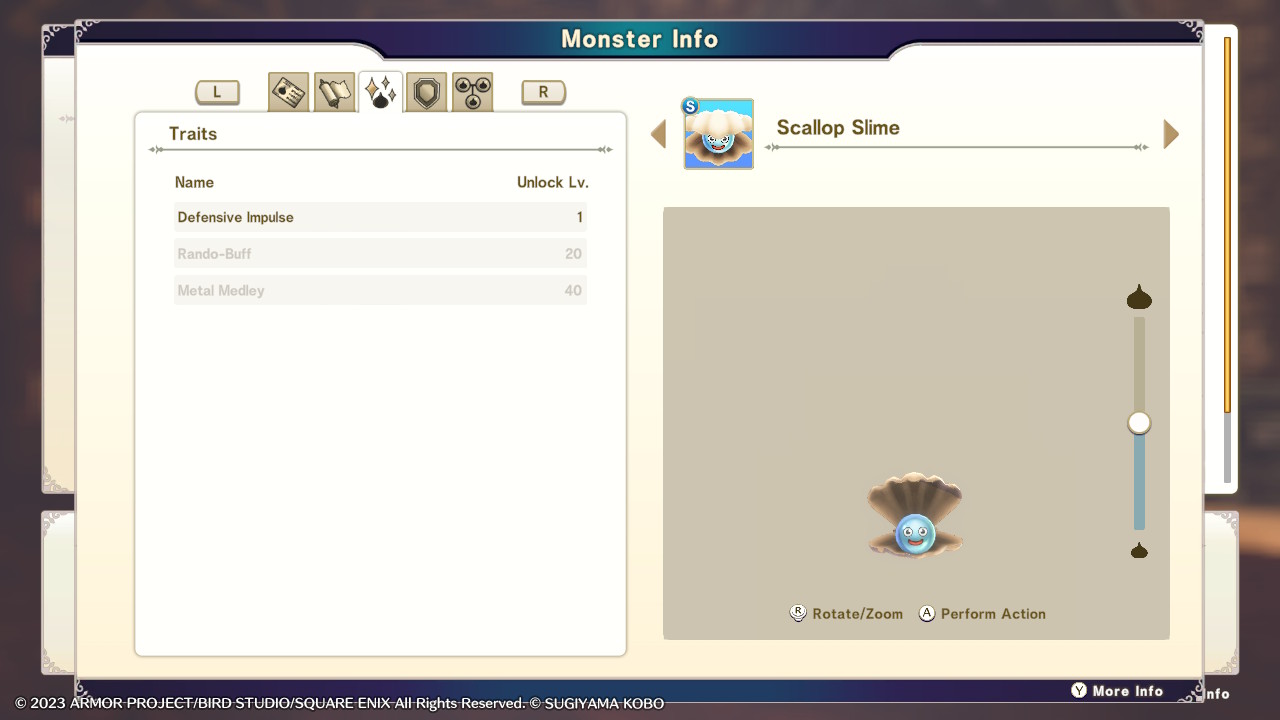 Monster Info
L
R
Traits
Name Unlock Lv.
Defensive Impulse 1
Rando-Buff 20
Metal Medley 40
S
Scallop Slime
R Rotate/Zoom A Perform Action
Y More Info
nfo
© 2023 ARMOR PROJECT/BIRD STUDIO/SQUARE ENIX All Rights Reserved. © SUGIYAMA KOBO